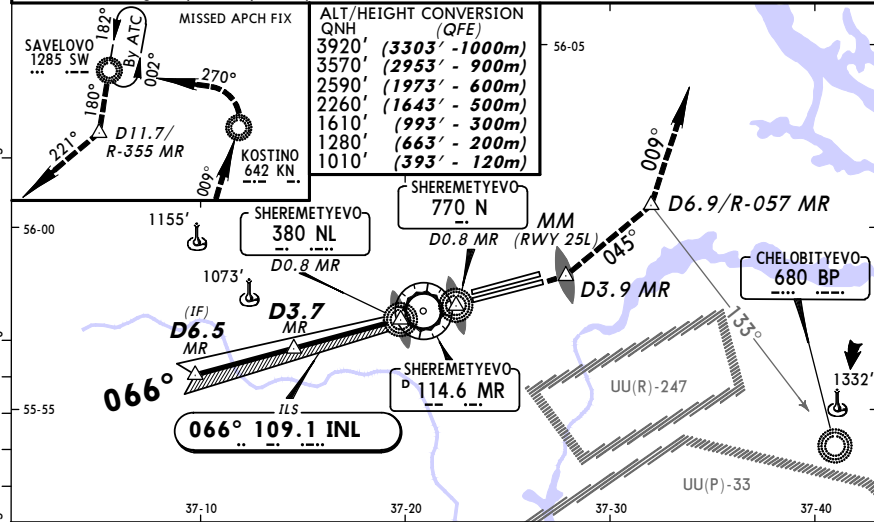 MISSED APCH FIX
SAVELOVO
1285 SW
182°
By ATC
002°
270°
180°
221°
D11.7/
R-355 MR
KOSTINO
642 KN
009°
ALT/HEIGHT CONVERSION
QNH (QFE)
3920' (3303' -1000m)
3570' (2953' - 900m)
2590' (1973' - 600m)
2260' (1643' - 500m)
1610' (993' - 300m)
1280' (663' - 200m)
1010' (393' - 120m)
56-05
009°
SHEREMETYEVO
770 N
D0.8 MR
MM
(RWY 25L)
045°
D6.9/R-057 MR
1155'
56-00
SHEREMETYEVO
380 NL
D0.8 MR
CHELOBITYEVO
680 BP
1073'
D3.9 MR
133°
(IF)
D6.5
MR
D3.7
MR
066°
SHEREMETYEVO
D 114.6 MR
UU(R)-247
1332'
55-55
ILS
066° 109.1 INL
UU(P)-33
37-10
37-20
37-30
37-40